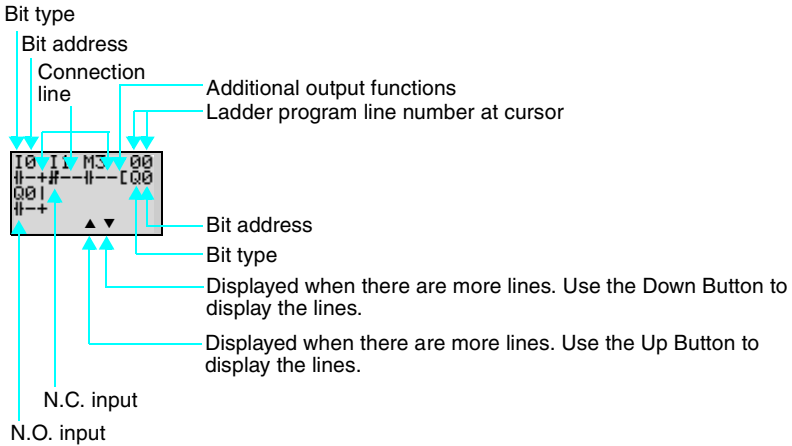 Bit type
Bit address
Connection
line
Additional output functions
Ladder program line number at cursor
I0 I1 M3 00
Q0
Q0
Bit address
Bit type
Displayed when there are more lines. Use the Down Button to
display the lines.
Displayed when there are more lines. Use the Up Button to
display the lines.
N.C. input
N.O. input